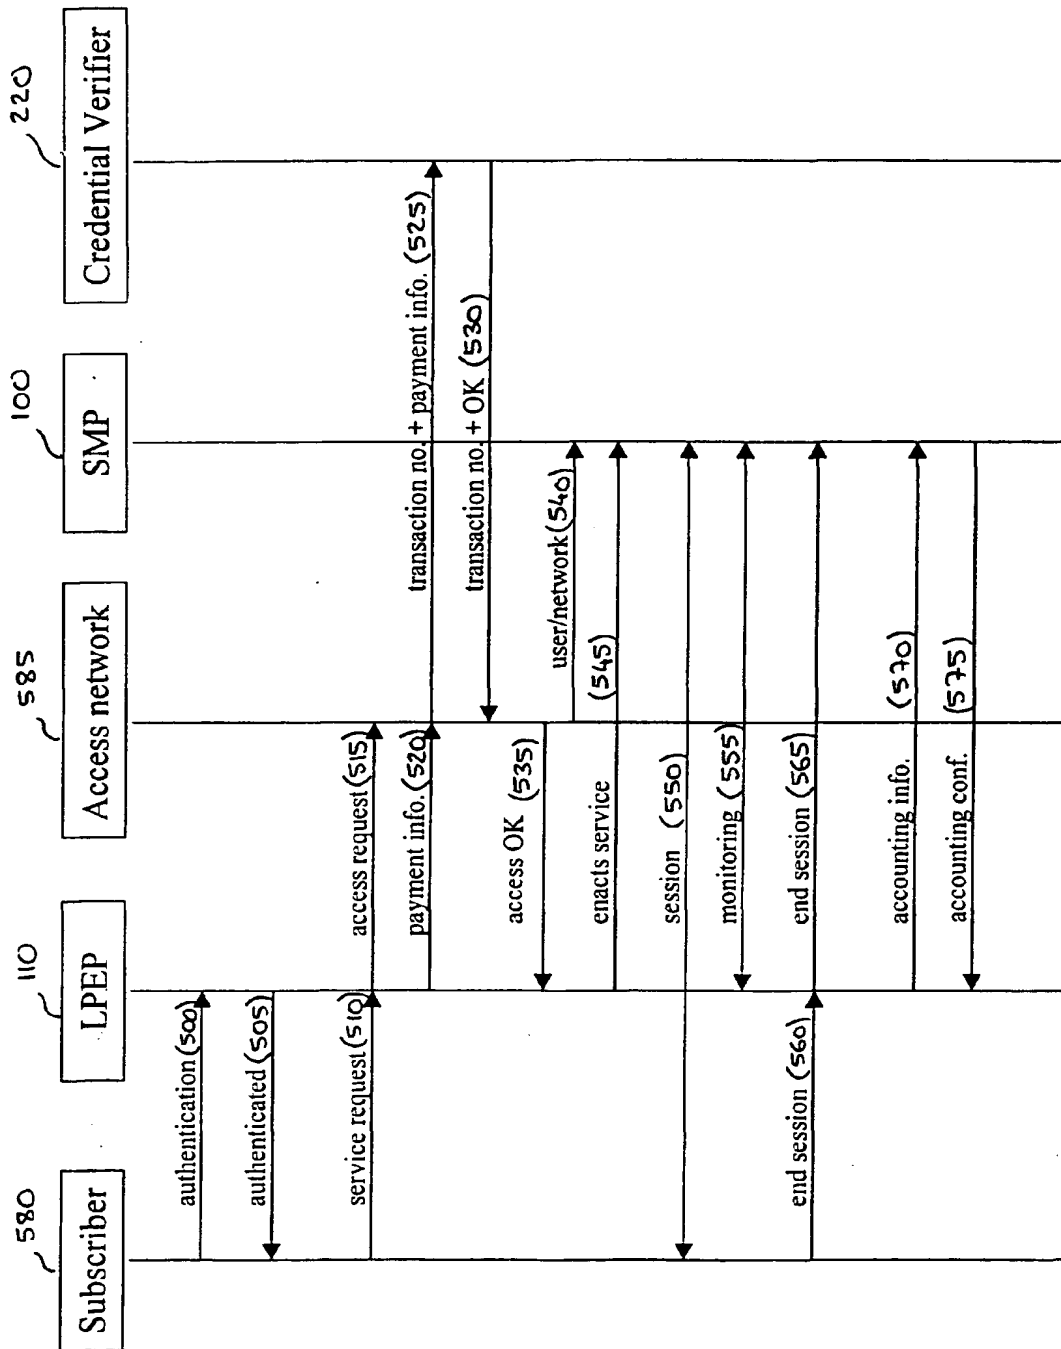 580
Subscriber
110
LPEP
585
Access network
100
SMP
220
Credential Verifier
authentication (500)
authenticated (505)
service request (510)
access request (515)
payment info. (520)
transaction no. + payment info. (525)
transaction no. + OK (530)
access OK (535)
user/network (540)
enacts service (545)
session (550)
monitoring (555)
end session (560)
end session (565)
accounting info. (570)
accounting conf. (575)